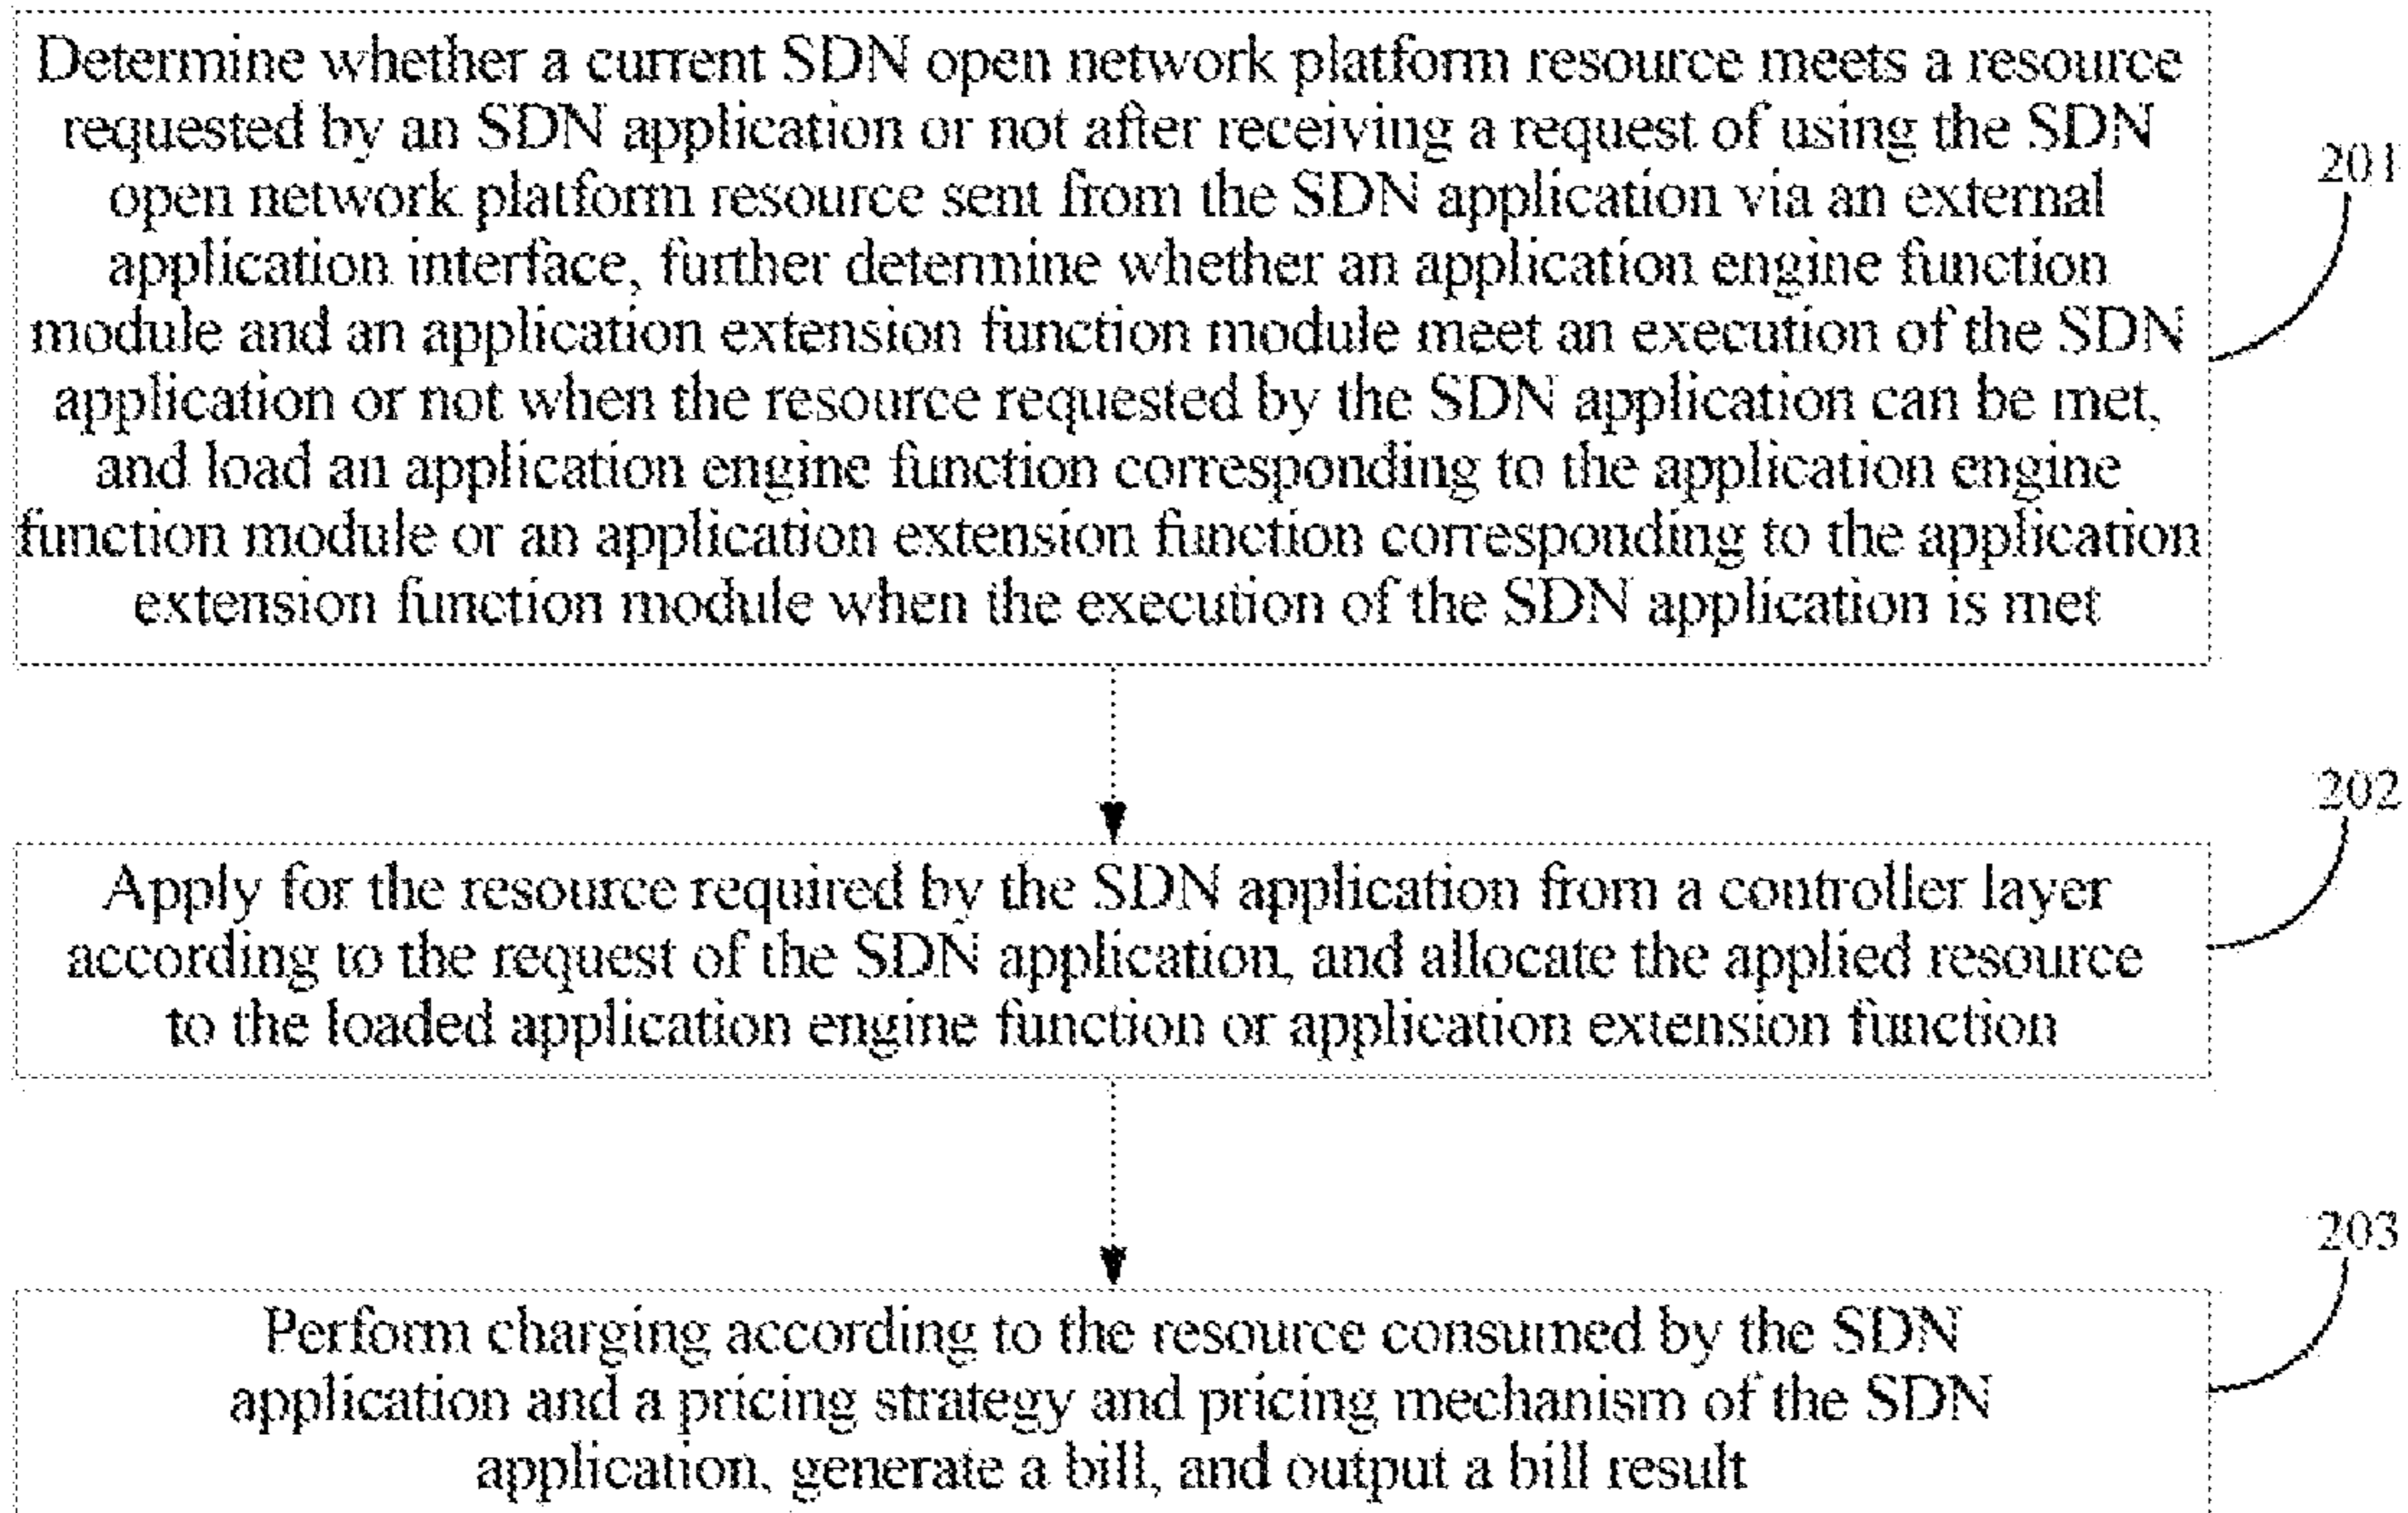 Determine whether a current SDN open network platform resource meets a resource
requested by an SDN application or not after receiving a request of using the SDN
open network platform resource sent from the SDN application via an external
application interface, further determine whether an application engine function
module and an application extension function module meet an execution of the SDN
application or not when the resource requested by the SDN application can be met,
and load an application engine function corresponding to the application engine
function module or an application extension function corresponding to the application
extension function module when the execution of the SDN application is met
201
202
Apply for the resource required by the SDN application from a controller layer
according to the request of the SDN application, and allocate the applied resource
to the loaded application engine function or application extension function
203
Perform charging according to the resource consumed by the SDN
application and a pricing strategy and pricing mechanism of the SDN
application, generate a bill, and output a bill result